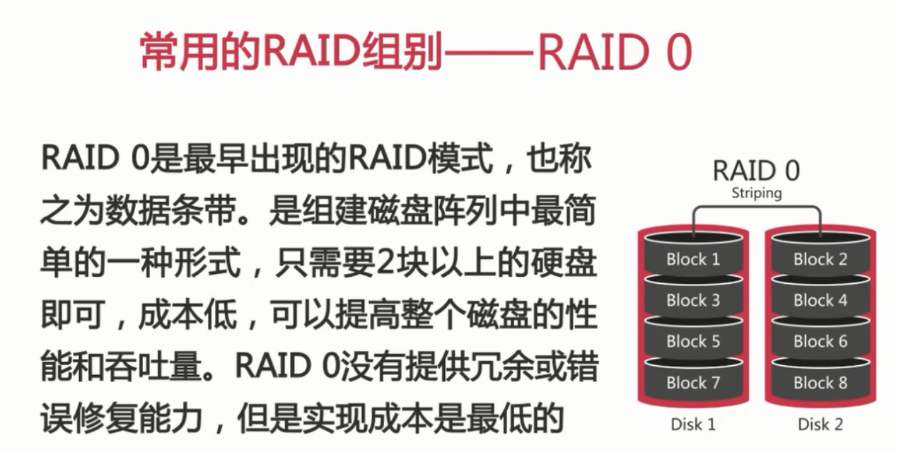 常用的RAID组别——RAID 0
RAID 0是最早出现的RAID模式，也称
之为数据条带。是组建磁盘阵列中最简
单的一种形式，只需要2块以上的硬盘
即可，成本低，可以提高整个磁盘的性
能和吞吐量。RAID 0没有提供冗余或错
误修复能力，但是实现成本是最低的
RAID 0
Striping
Block 1
Block 2
Block 3
Block 4
Block 5
Block 6
Block 7
Block 8
Disk 1
Disk 2